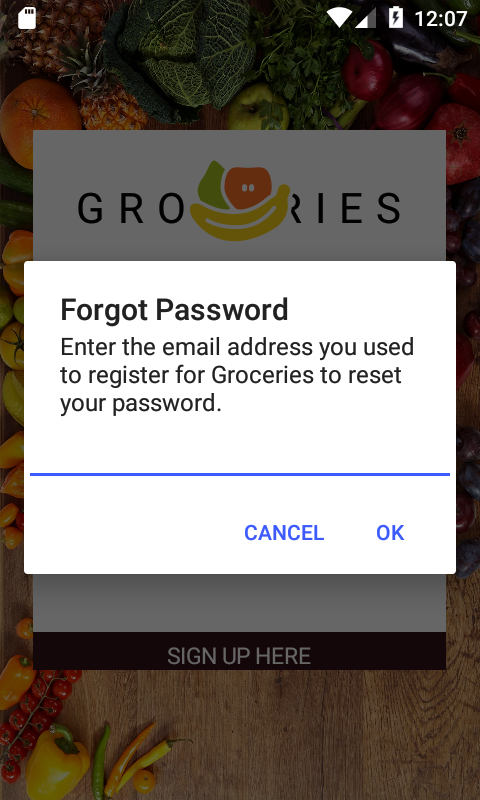 12:07
GRO RIES
Forgot Password
Enter the email address you used
to register for Groceries to reset
your password.
CANCEL OK
SIGN UP HERE